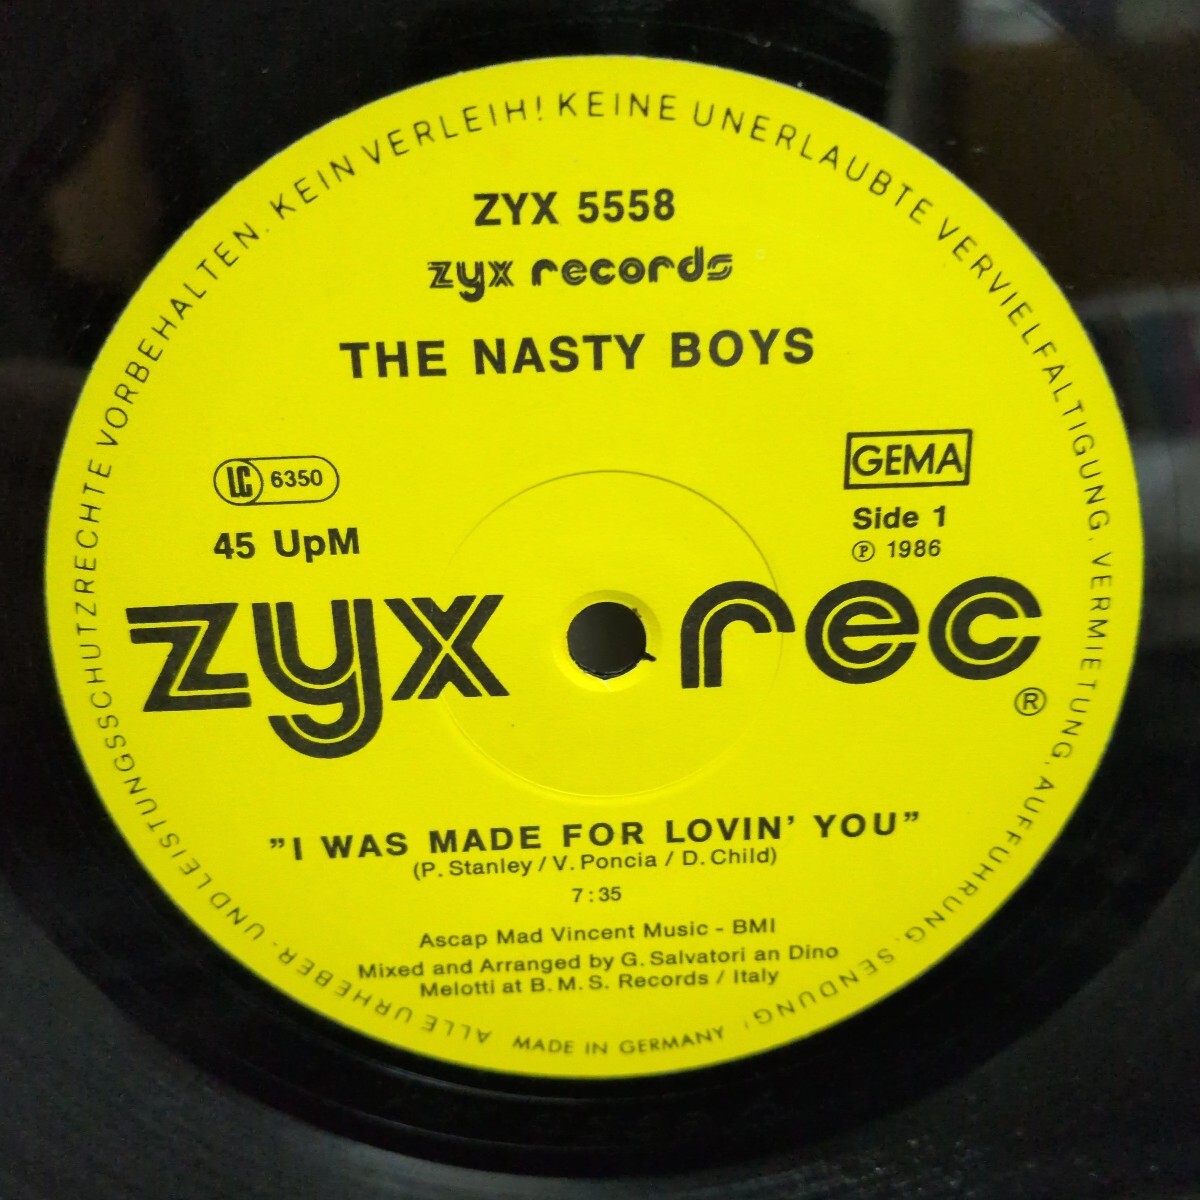 ALLE URHEBER- UND LEISTUNGSSCHUTZRECHTE VORBEHALTEN. KEIN VERLEIH! KEINE UNERLAUBTE VERVIELFÄLTIGUNG, VERMIETUNG, AUFFÜHRUNG, SENDUNG!
ZYX 5558
zyx records
THE NASTY BOYS
LC 6350
GEMA
45 UpM
Side 1
℗ 1986
zyx rec
®
”I WAS MADE FOR LOVIN’ YOU”
(P. Stanley / V. Poncia / D. Child)
7:35
Ascap Mad Vincent Music - BMI
Mixed and Arranged by G. Salvatori an Dino
Melotti at B. M. S. Records / Italy
MADE IN GERMANY